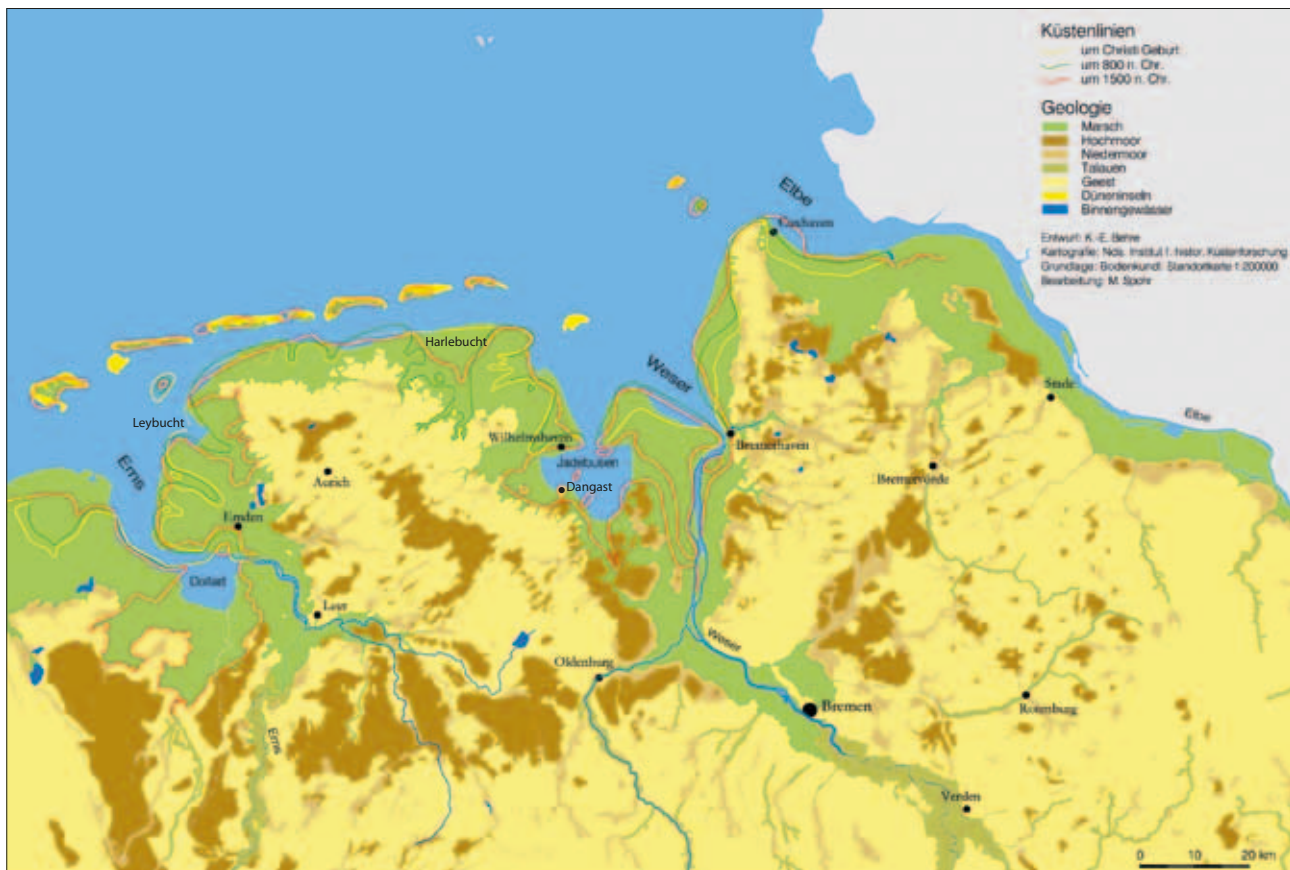 Küstenlinien
um Christi Geburt
um 800 n. Chr.
um 1500 n. Chr.
Geologie
Marsch
Hochmoor
Niedermoor
Talauen
Geest
Düneninseln
Binnengewässer
Entwurf: K.-E. Behre
Kartografie: Nds. Institut f. histor. Küstenforschung
Grundlage: Bodenkundl. Standortkarte 1:200000
Bearbeitung: M. Spohr
Elbe
Cuxhaven
Harlebucht
Weser
Stade
Elbe
Leybucht
Wilhelmshaven
Bremerhaven
Jadebusen
Ems
Aurich
Bremervörde
Dangast
Emden
Dollart
Leer
Weser
Oldenburg
Bremen
Rotenburg
Ems
Verden
0 10 20 km